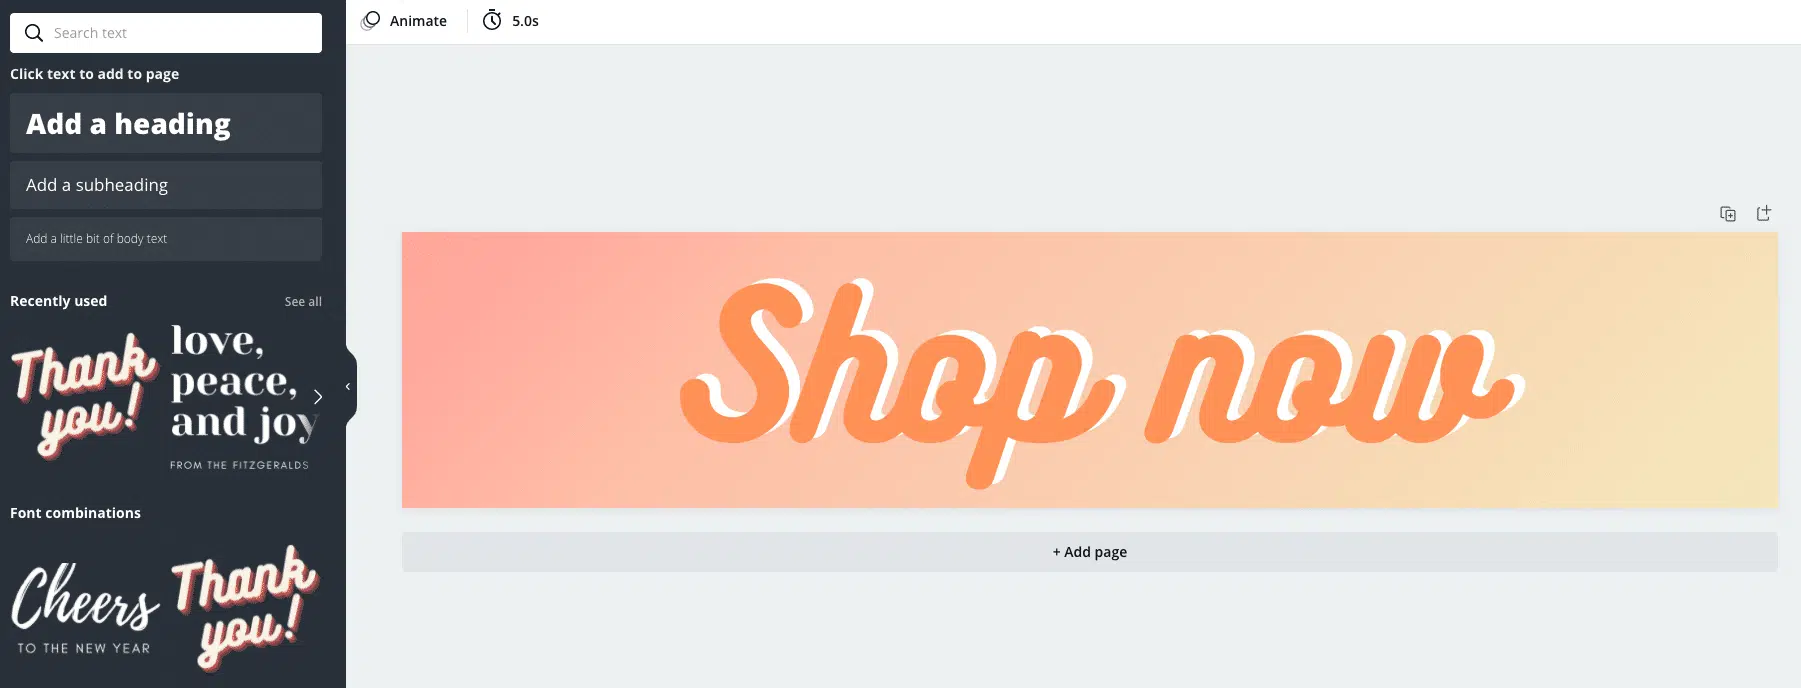 Search text
Click text to add to page
Add a heading
Add a subheading
Add a little bit of body text
Recently used
See all
Thank
you!
love,
peace,
and joy
FROM THE FITZGERALDS
Font combinations
Cheers
TO THE NEW YEAR
Thank
you!
Animate
5.0s
Shop now
+ Add page